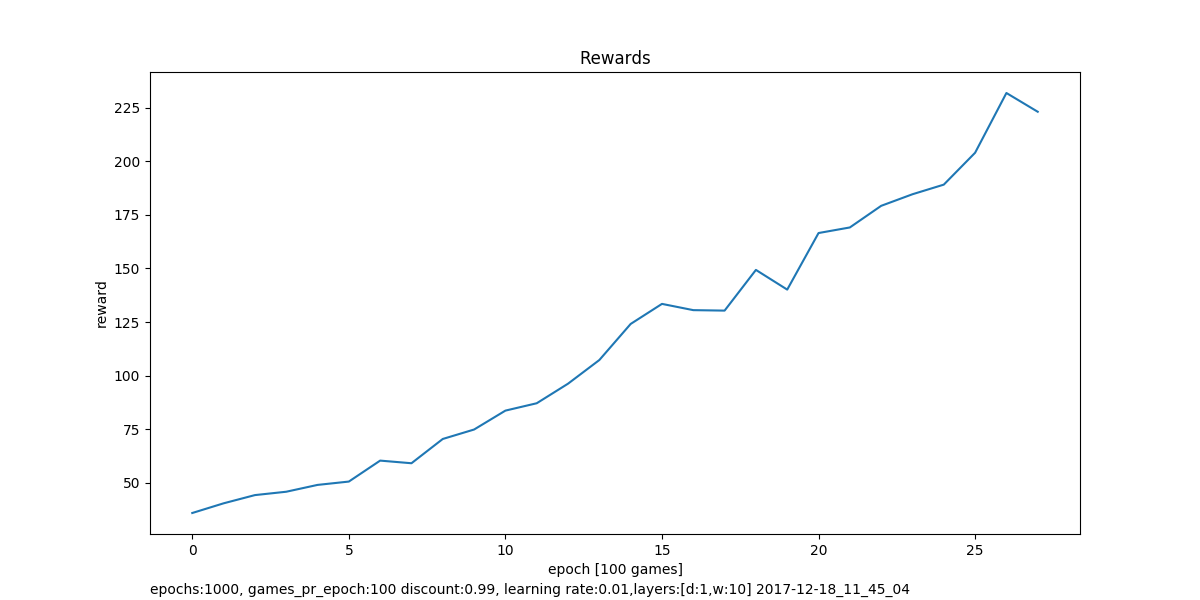 Rewards
225
200
175
150
125
100
75
50
reward
0 5 10 15 20 25
epoch [100 games]
epochs:1000, games_pr_epoch:100 discount:0.99, learning rate:0.01,layers:[d:1,w:10] 2017-12-18_11_45_04